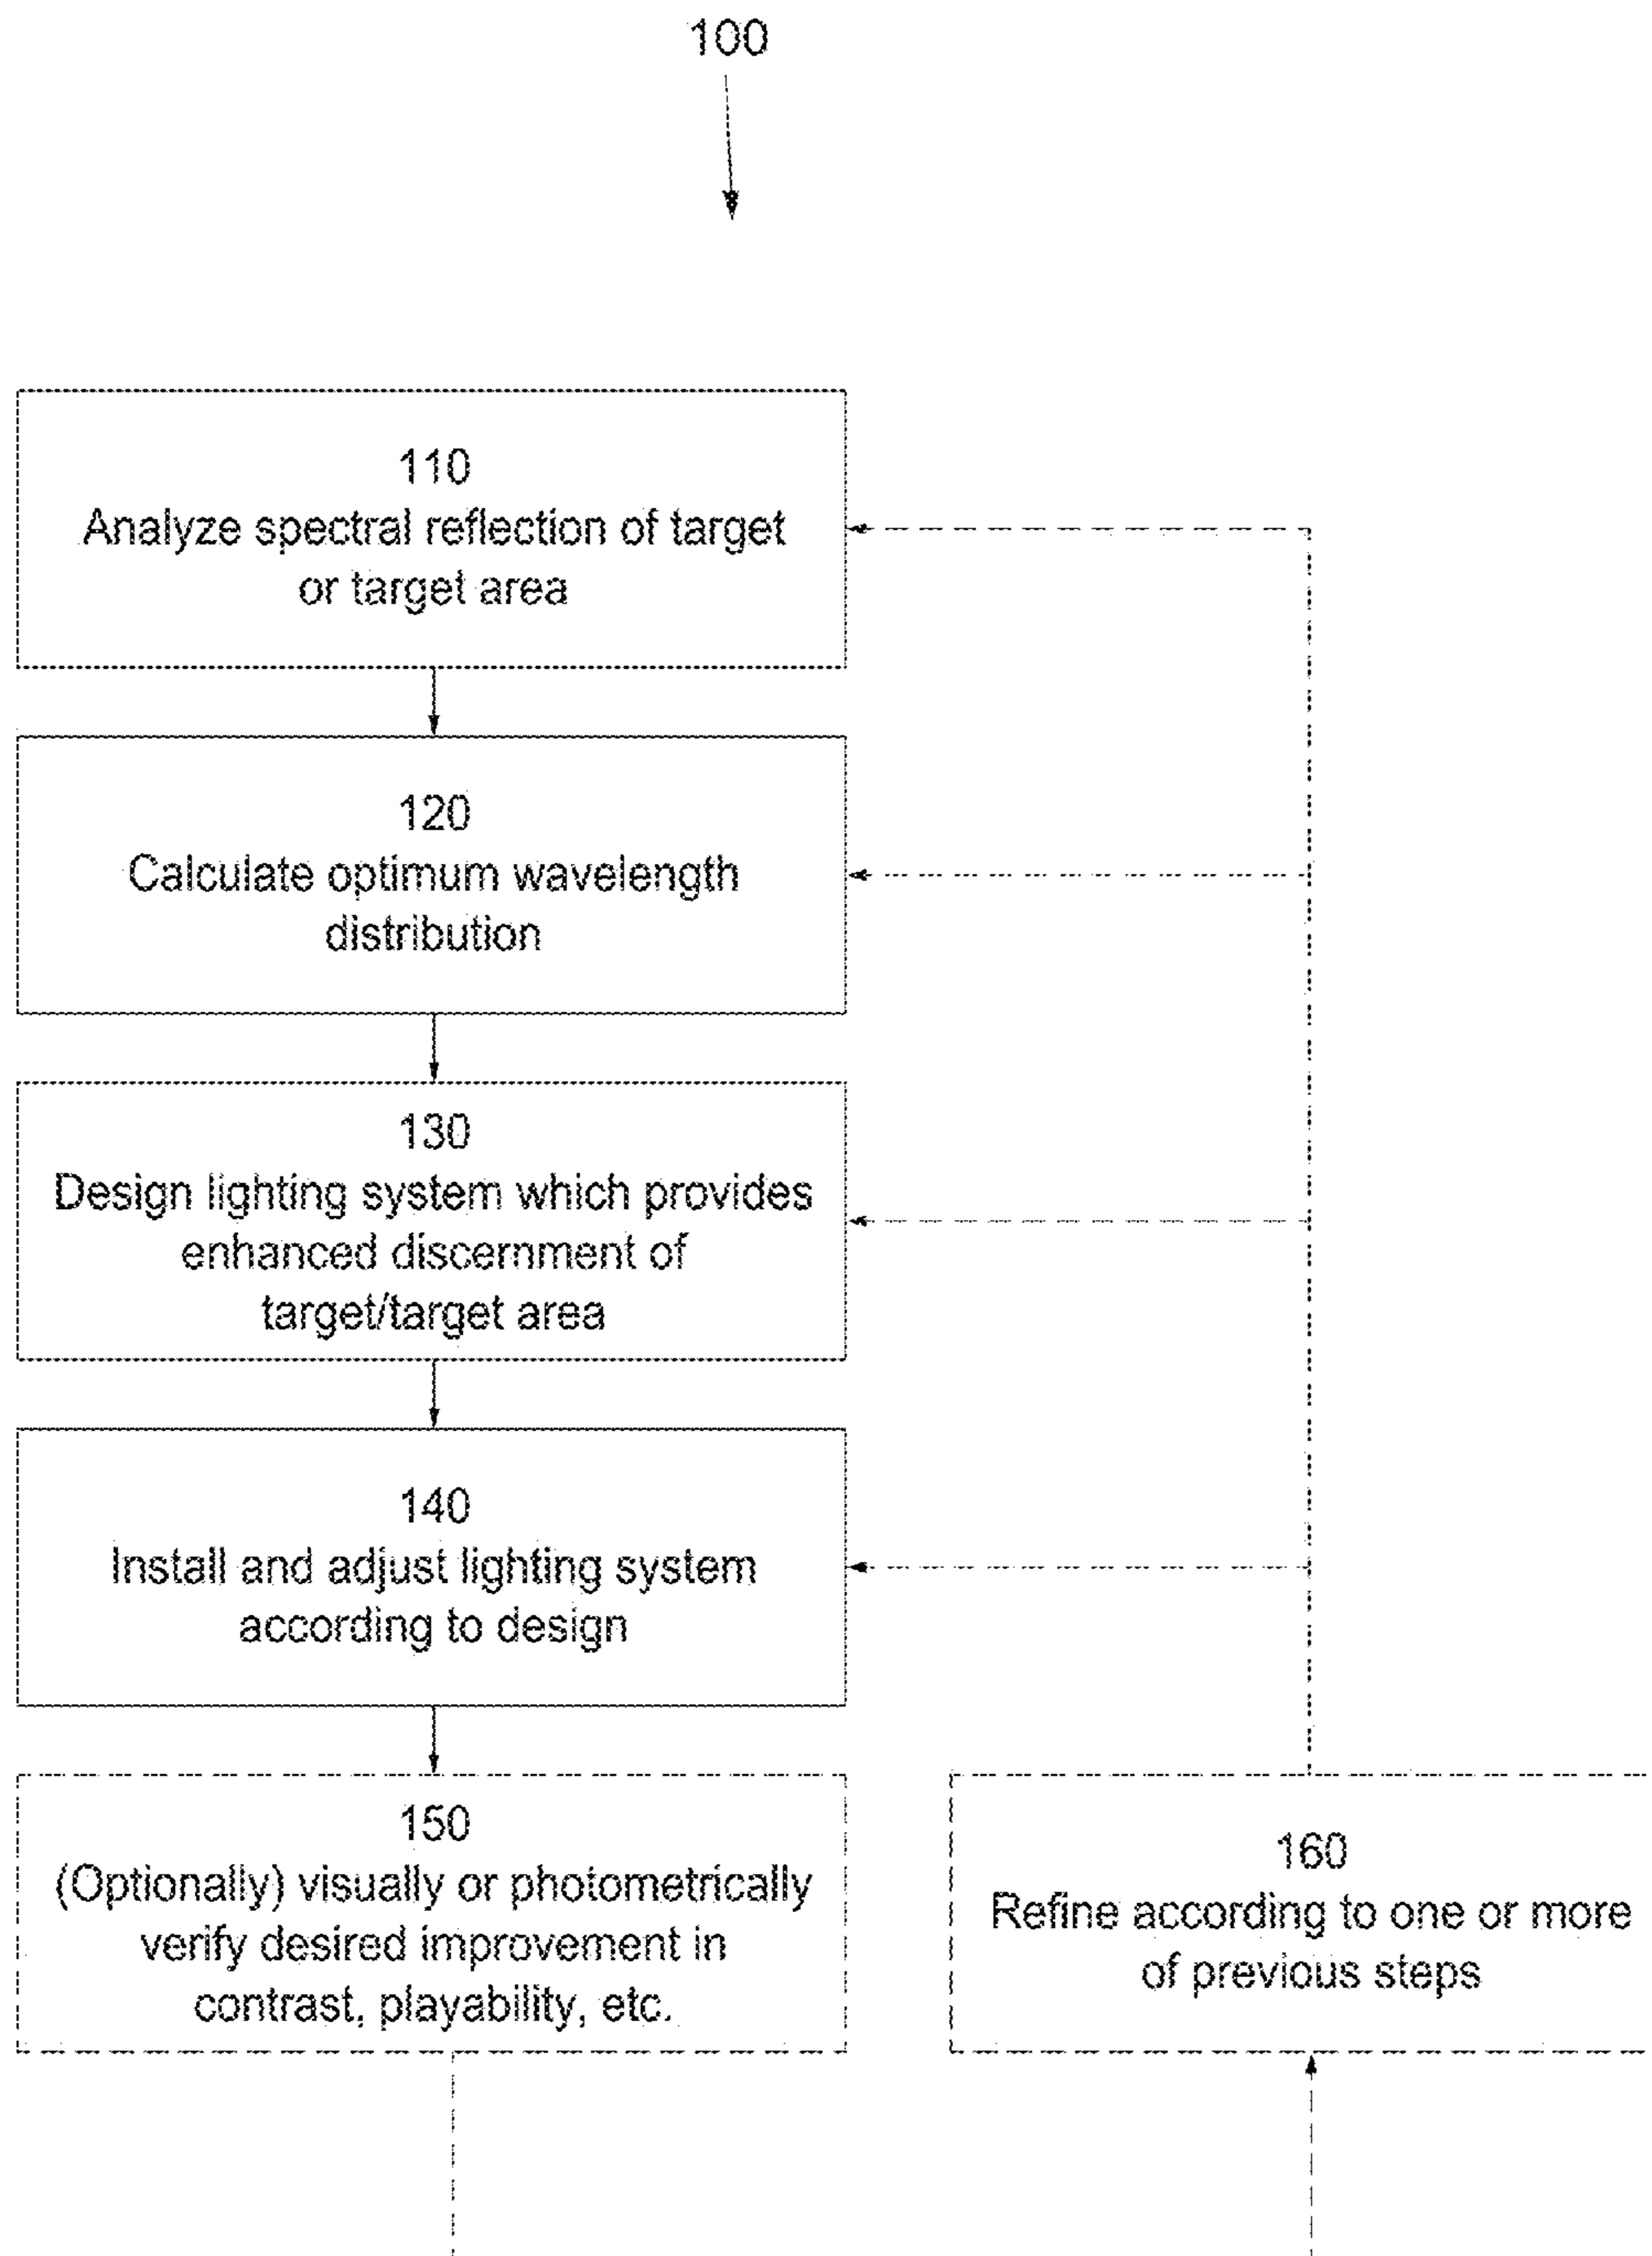 100
110
Analyze spectral reflection of target
or target area
120
Calculate optimum wavelength
distribution
130
Design lighting system which provides
enhanced discernment of
target/target area
140
Install and adjust lighting system
according to design
150
(Optionally) visually or photometrically
verify desired improvement in
contrast, playability, etc.
160
Refine according to one or more
of previous steps